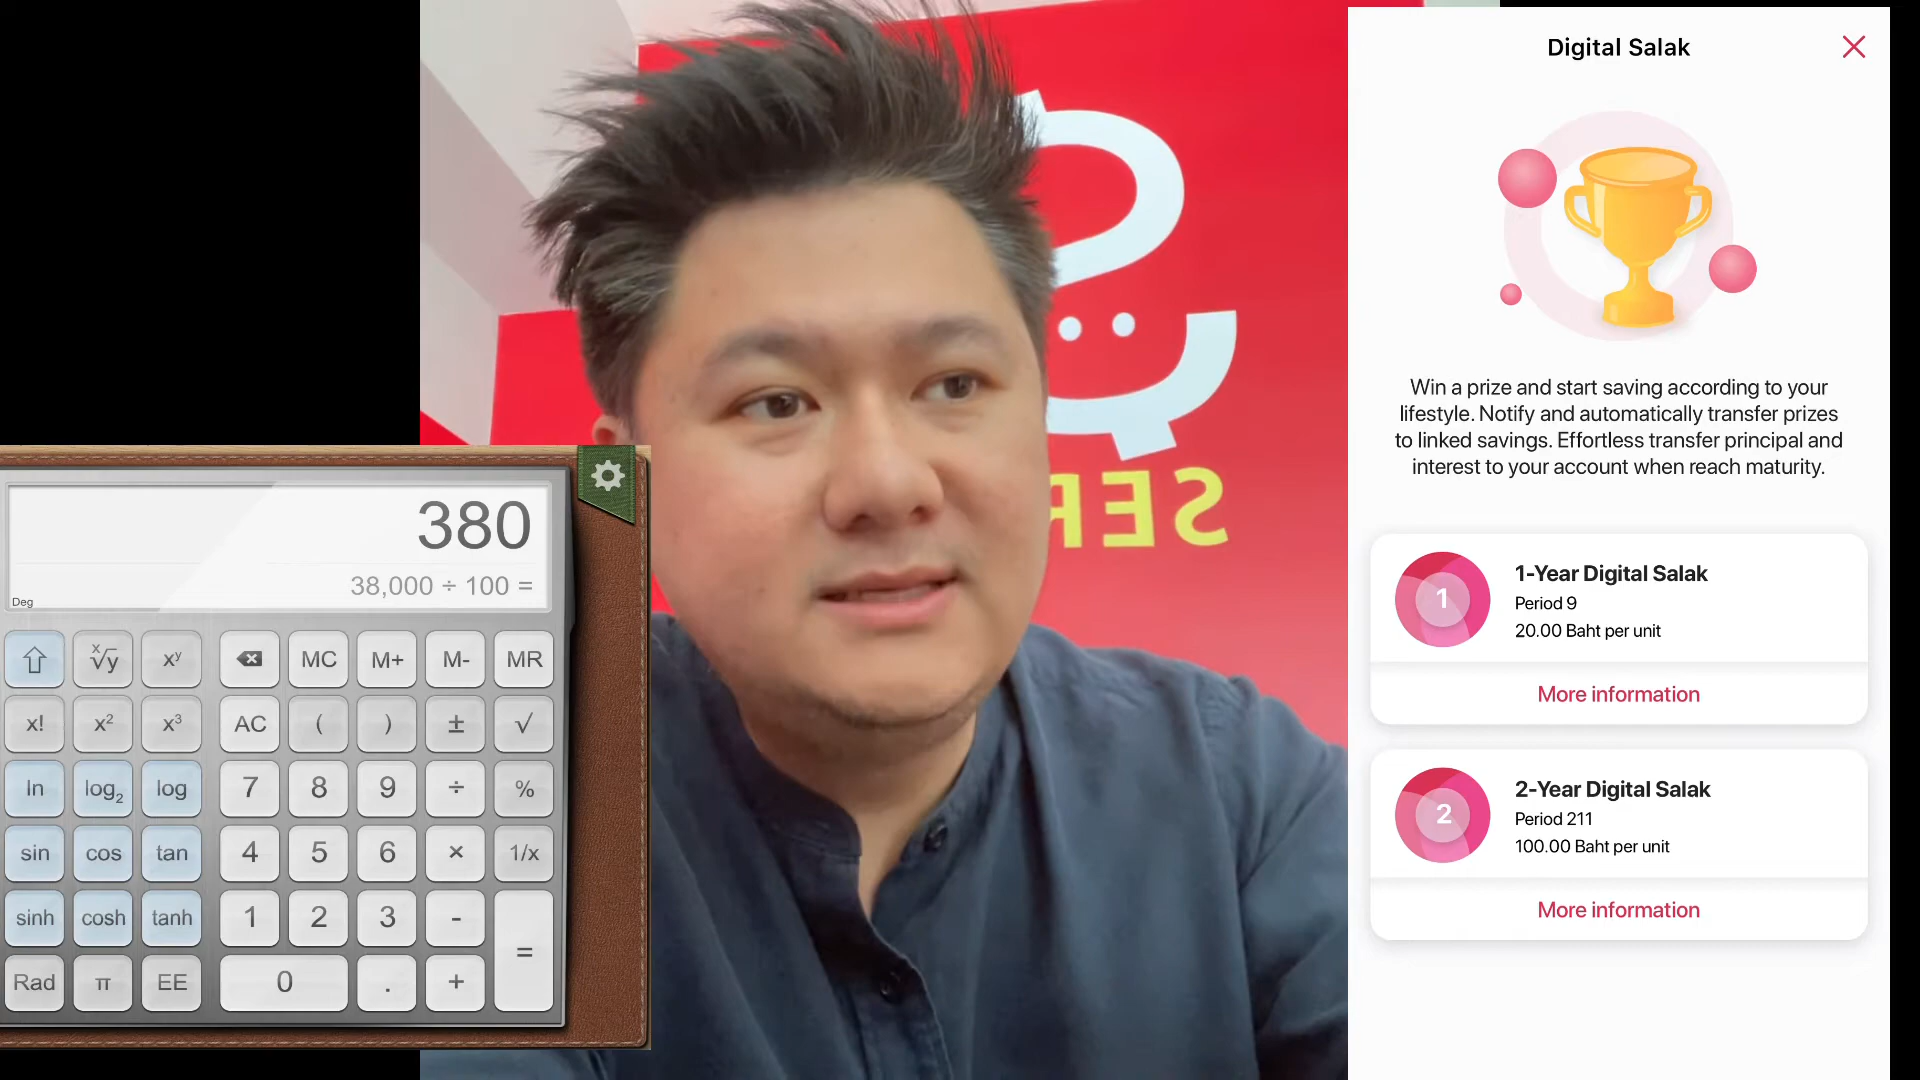 380
38,000 ÷ 100 =
Deg
MC M+ M- MR
x! x² x³ AC ( ) ± √
ln log₂ log 7 8 9 ÷ %
sin cos tan 4 5 6 × 1/x
sinh cosh tanh 1 2 3 - =
Rad π EE 0 . +
ˣ√y xʸ
SER
Digital Salak
Win a prize and start saving according to your
lifestyle. Notify and automatically transfer prizes
to linked savings. Effortless transfer principal and
interest to your account when reach maturity.
1
1-Year Digital Salak
Period 9
20.00 Baht per unit
More information
2
2-Year Digital Salak
Period 211
100.00 Baht per unit
More information